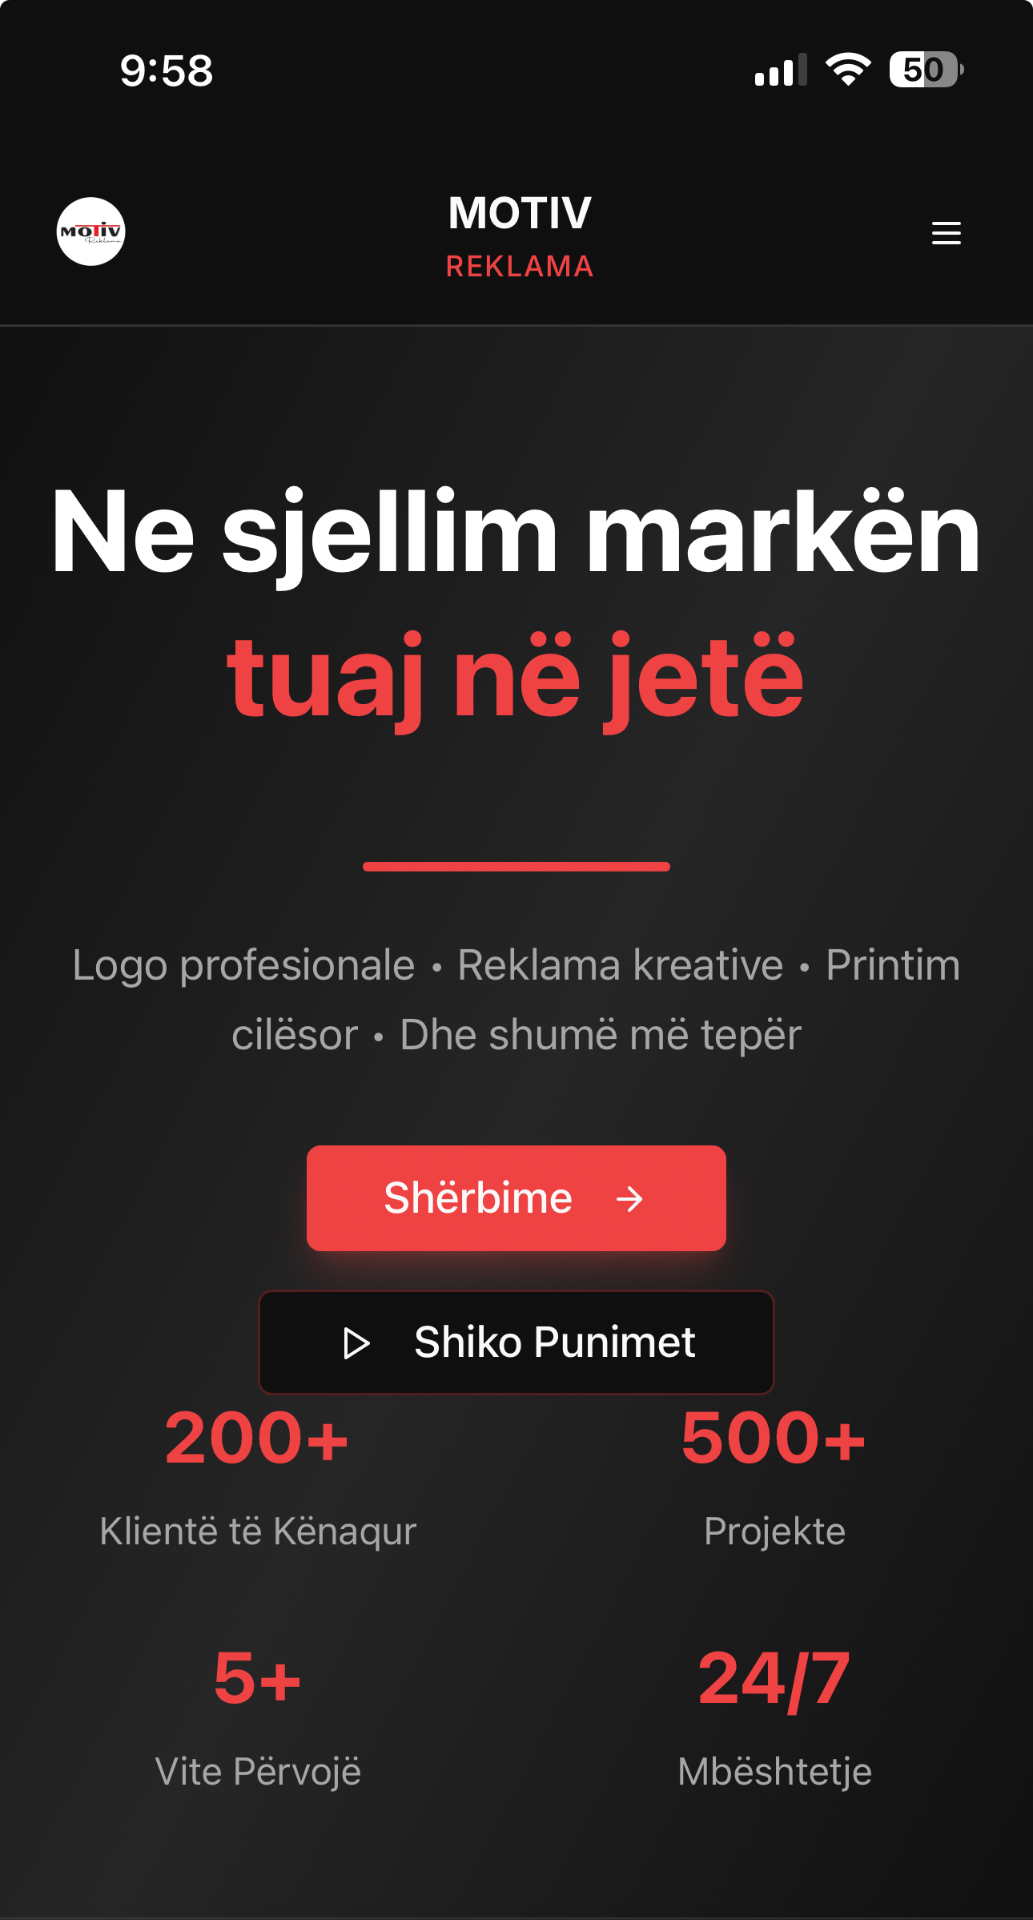 9:58
50
MOTIV
Reklama
MOTIV
REKLAMA
Ne sjellim markën
tuaj në jetë
Logo profesionale • Reklama kreative • Printim
cilësor • Dhe shumë më tepër
Shërbime
Shiko Punimet
200+
500+
Klientë të Kënaqur
Projekte
5+
24/7
Vite Përvojë
Mbështetje